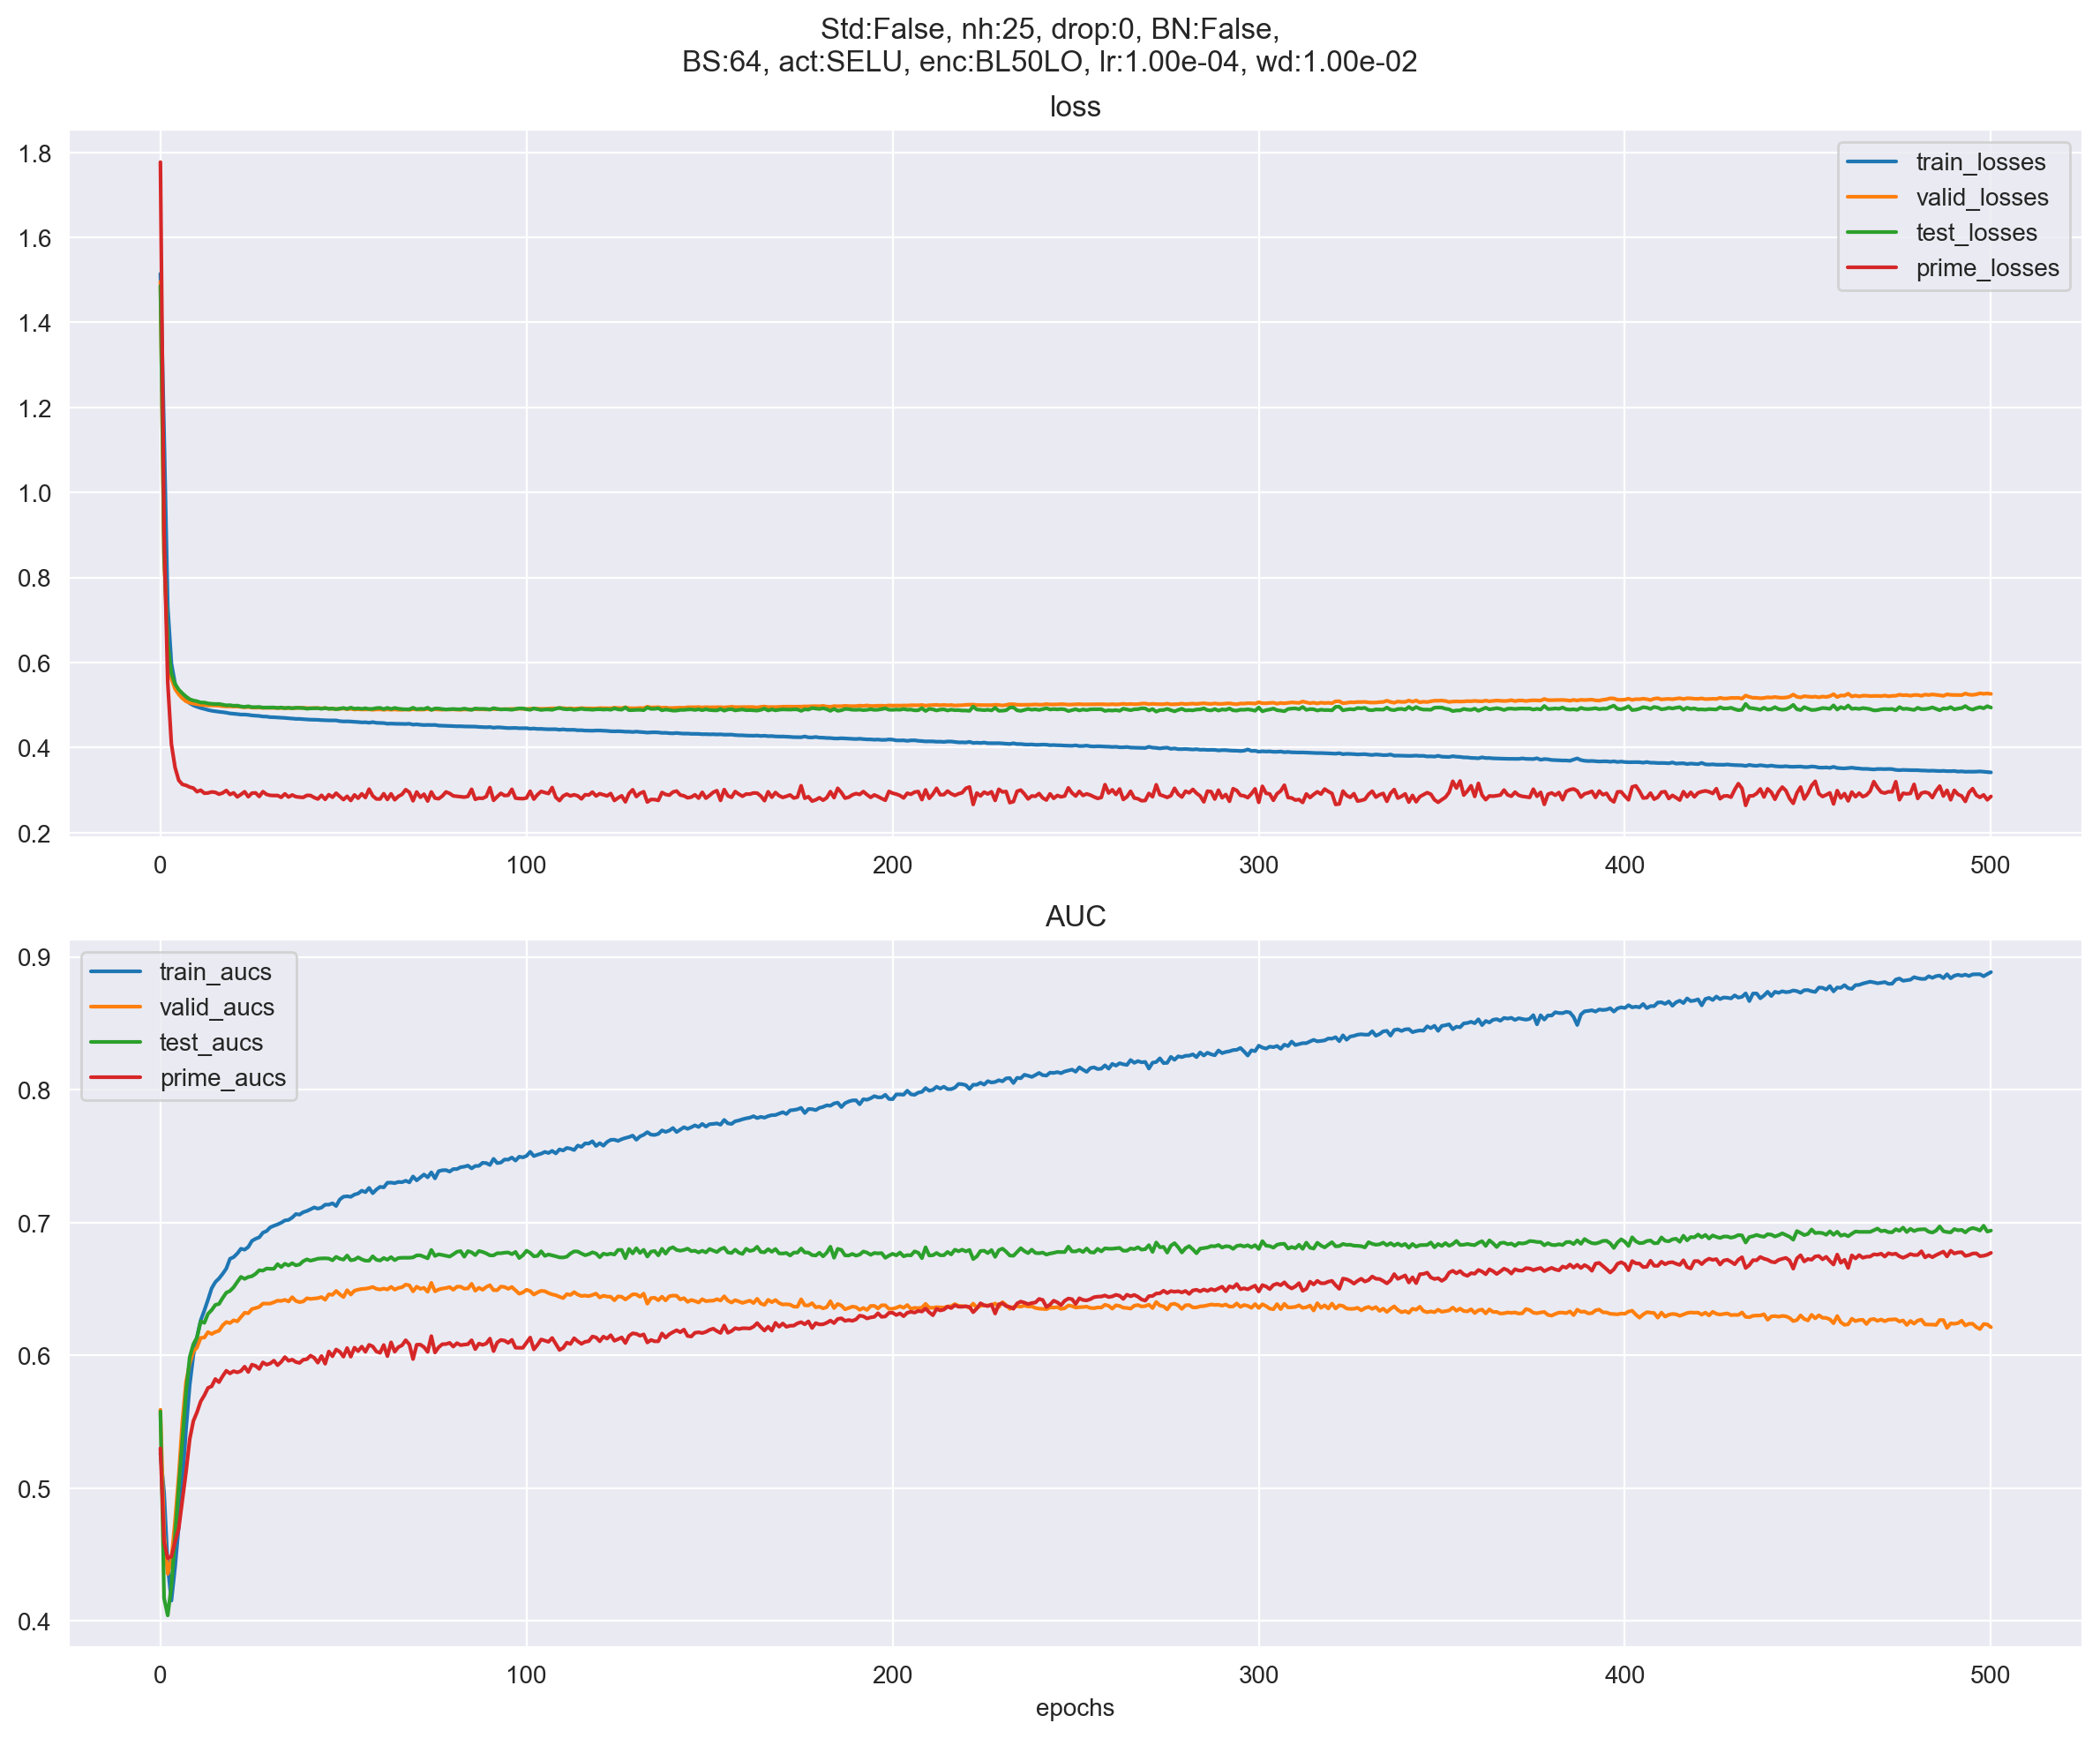 Std:False, nh:25, drop:0, BN:False,
BS:64, act:SELU, enc:BL50LO, lr:1.00e-04, wd:1.00e-02
loss
1.8
1.6
1.4
1.2
1.0
0.8
0.6
0.4
0.2
train_losses
valid_losses
test_losses
prime_losses
0 100 200 300 400 500
AUC
0.9
0.8
0.7
0.6
0.5
0.4
train_aucs
valid_aucs
test_aucs
prime_aucs
0 100 200 300 400 500
epochs